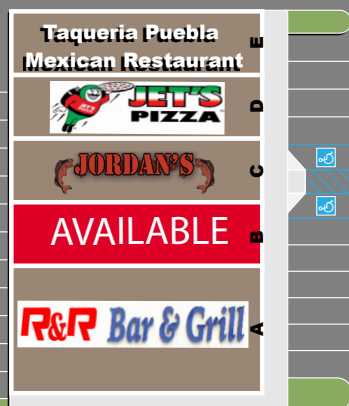 Taqueria Puebla
Mexican Restaurant
E
JET'S
PIZZA
D
JORDAN'S
C
AVAILABLE
B
R&R Bar & Grill
A